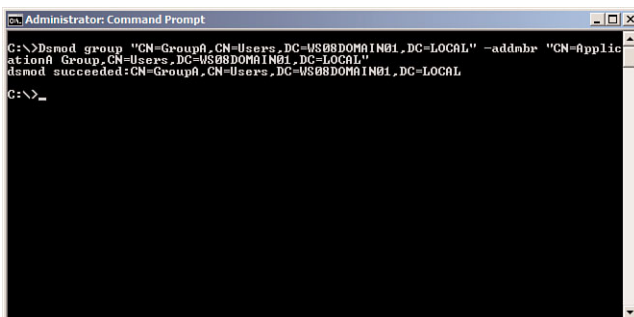 Administrator: Command Prompt
C:\>Dsmod group "CN=GroupA,CN=Users,DC=WS08DOMAIN01,DC=LOCAL" -addmbr "CN=Applic
ationA Group,CN=Users,DC=WS08DOMAIN01,DC=LOCAL"
dsmod succeeded:CN=GroupA,CN=Users,DC=WS08DOMAIN01,DC=LOCAL
C:\>_